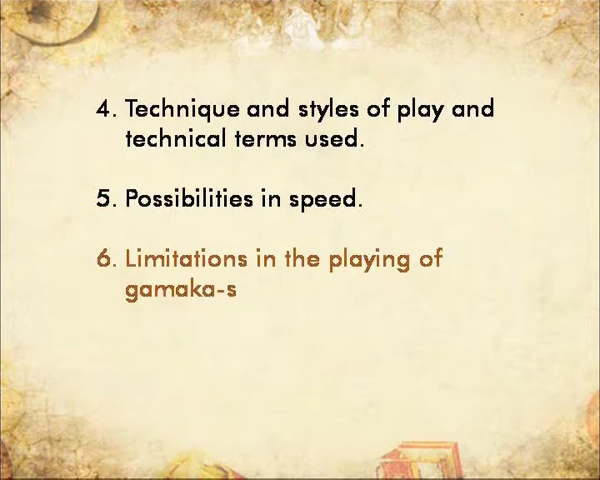 4. Technique and styles of play and
technical terms used.
5. Possibilities in speed.
6. Limitations in the playing of
gamaka-s